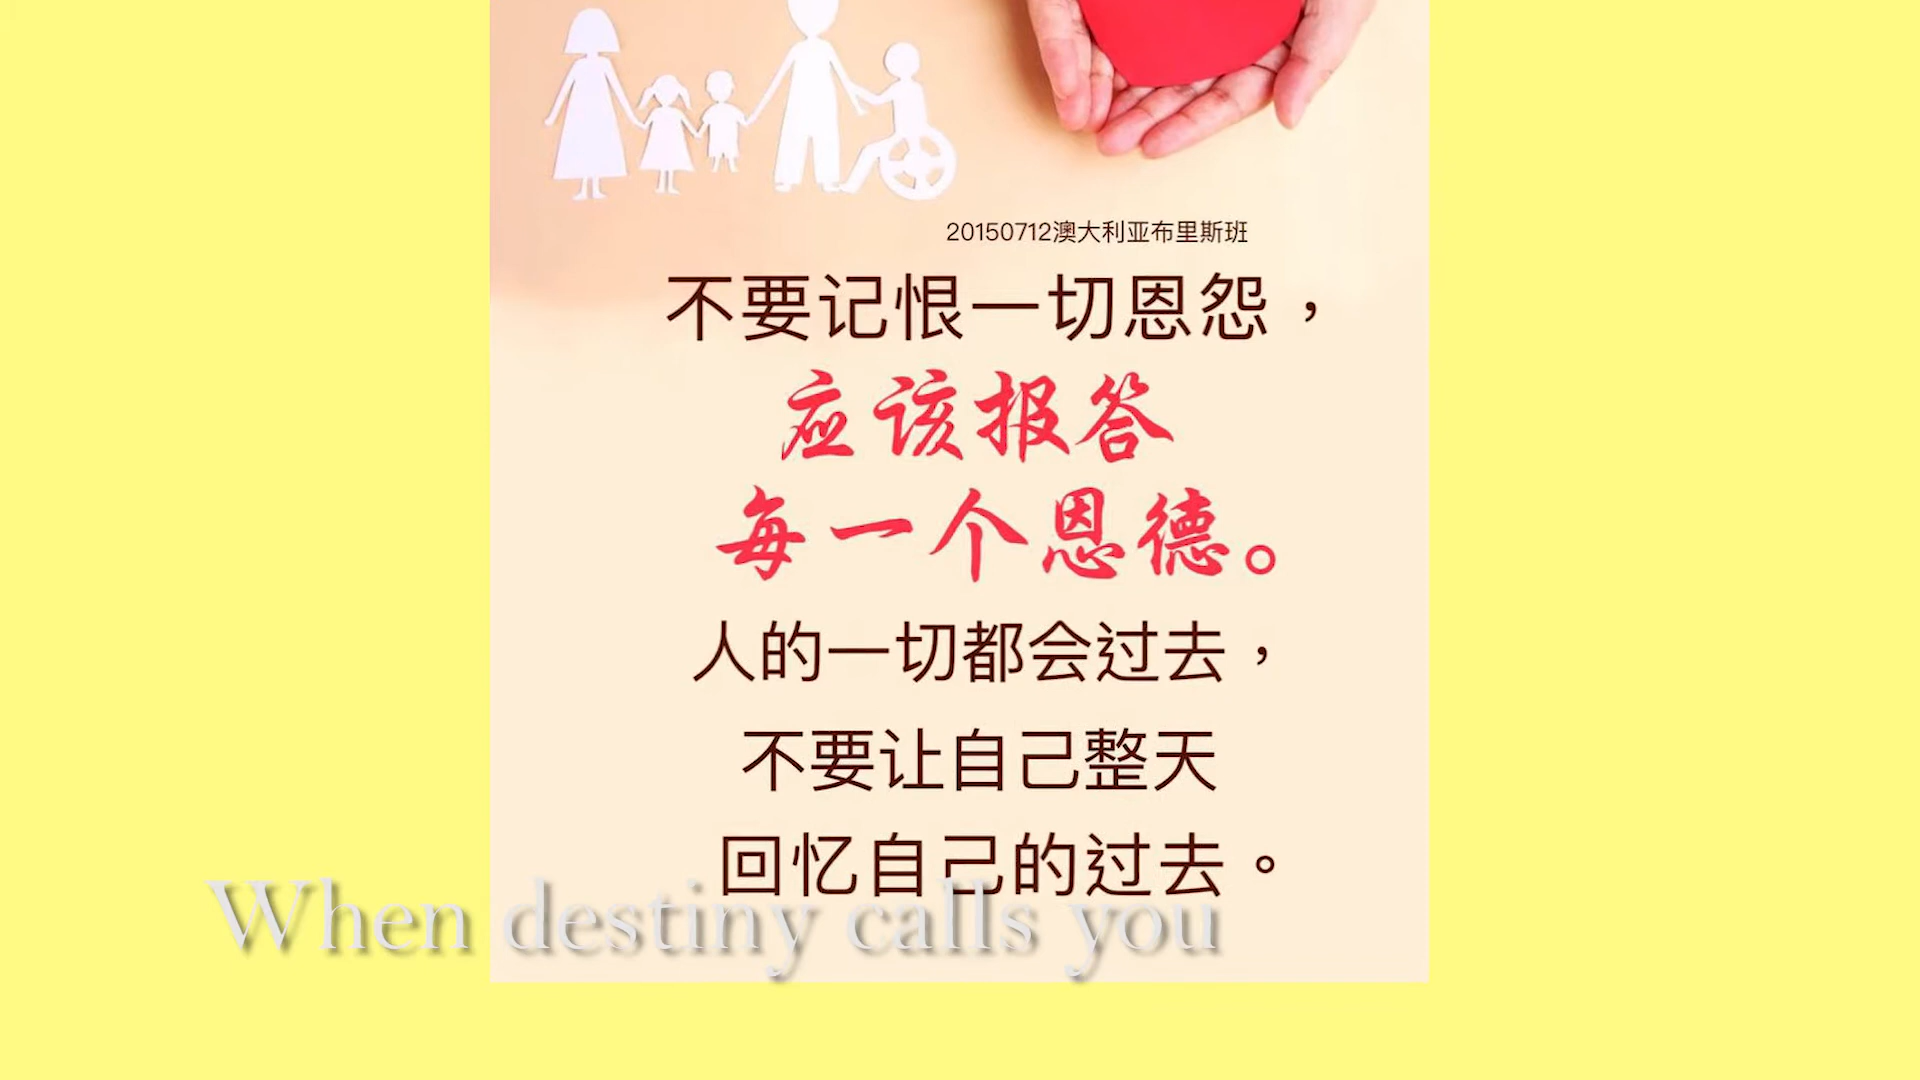 20150712澳大利亚布里斯班
不要记恨一切恩怨，
应该报答
每一个恩德。
人的一切都会过去，
不要让自己整天
回忆自己的过去。
When destiny calls you